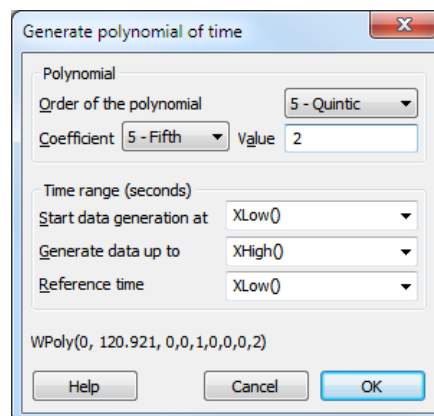 Generate polynomial of time
Polynomial
Order of the polynomial 5 - Quintic
Coefficient 5 - Fifth Value 2
Time range (seconds)
Start data generation at XLow()
Generate data up to XHigh()
Reference time XLow()
WPoly(0, 120.921, 0,0,1,0,0,0,2)
Help Cancel OK